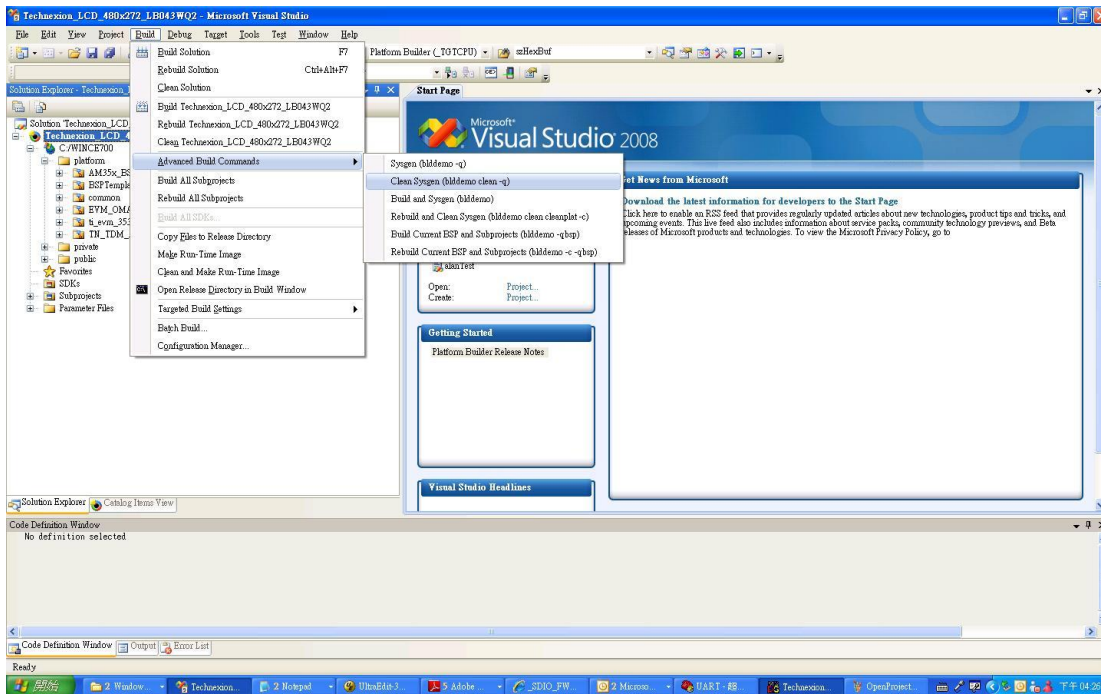 Technexion_LCD_480x272_LB043WQ2 - Microsoft Visual Studio
File Edit View Project Build Debug Target Tools Test Window Help
Platform Builder (_TGTCPU) szHexBuf
Build Solution F7
Rebuild Solution Ctrl+Alt+F7
Clean Solution
Build Technexion_LCD_480x272_LB043WQ2
Rebuild Technexion_LCD_480x272_LB043WQ2
Clean Technexion_LCD_480x272_LB043WQ2
Advanced Build Commands
Build All Subprojects
Rebuild All Subprojects
Build All SDKs...
Copy Files to Release Directory
Make Run-Time Image
Clean and Make Run-Time Image
Open Release Directory in Build Window
Targeted Build Settings
Batch Build...
Configuration Manager...
Sysgen (blddemo -q)
Clean Sysgen (blddemo clean -q)
Build and Sysgen (blddemo)
Rebuild and Clean Sysgen (blddemo clean cleanplat -c)
Build Current BSP and Subprojects (blddemo -qbsp)
Rebuild Current BSP and Subprojects (blddemo -c -qbsp)
Solution Explorer - Technexion_
Solution 'Technexion_LCD
Technexion_LCD_4
C:/WINCE700
platform
AM35x_BS
BSPTempla
common
EVM_OMA
ti_evm_353
TN_TDM_
private
public
Favorites
SDKs
Subprojects
Parameter Files
Solution Explorer Catalog Items View
Start Page
Microsoft
Visual Studio 2008
Get News from Microsoft
Download the latest information for developers to the Start Page
Click here to enable an RSS feed that provides regularly updated articles about new technologies, product tips and tricks, and
upcoming events. This live feed also includes information about service packs, community technology previews, and Beta
releases of Microsoft products and technologies. To view the Microsoft Privacy Policy, go to
alanTest
Open: Project...
Create: Project...
Getting Started
Platform Builder Release Notes
Visual Studio Headlines
Code Definition Window
No definition selected
Code Definition Window Output Error List
Ready
開始 2 Window... Technexion... 2 Notepad UltraEdit-3... 5 Adobe ... _SDIO_FW... 2 Microso... UART - 超... Technexion... OpenProject... 下午 04:26